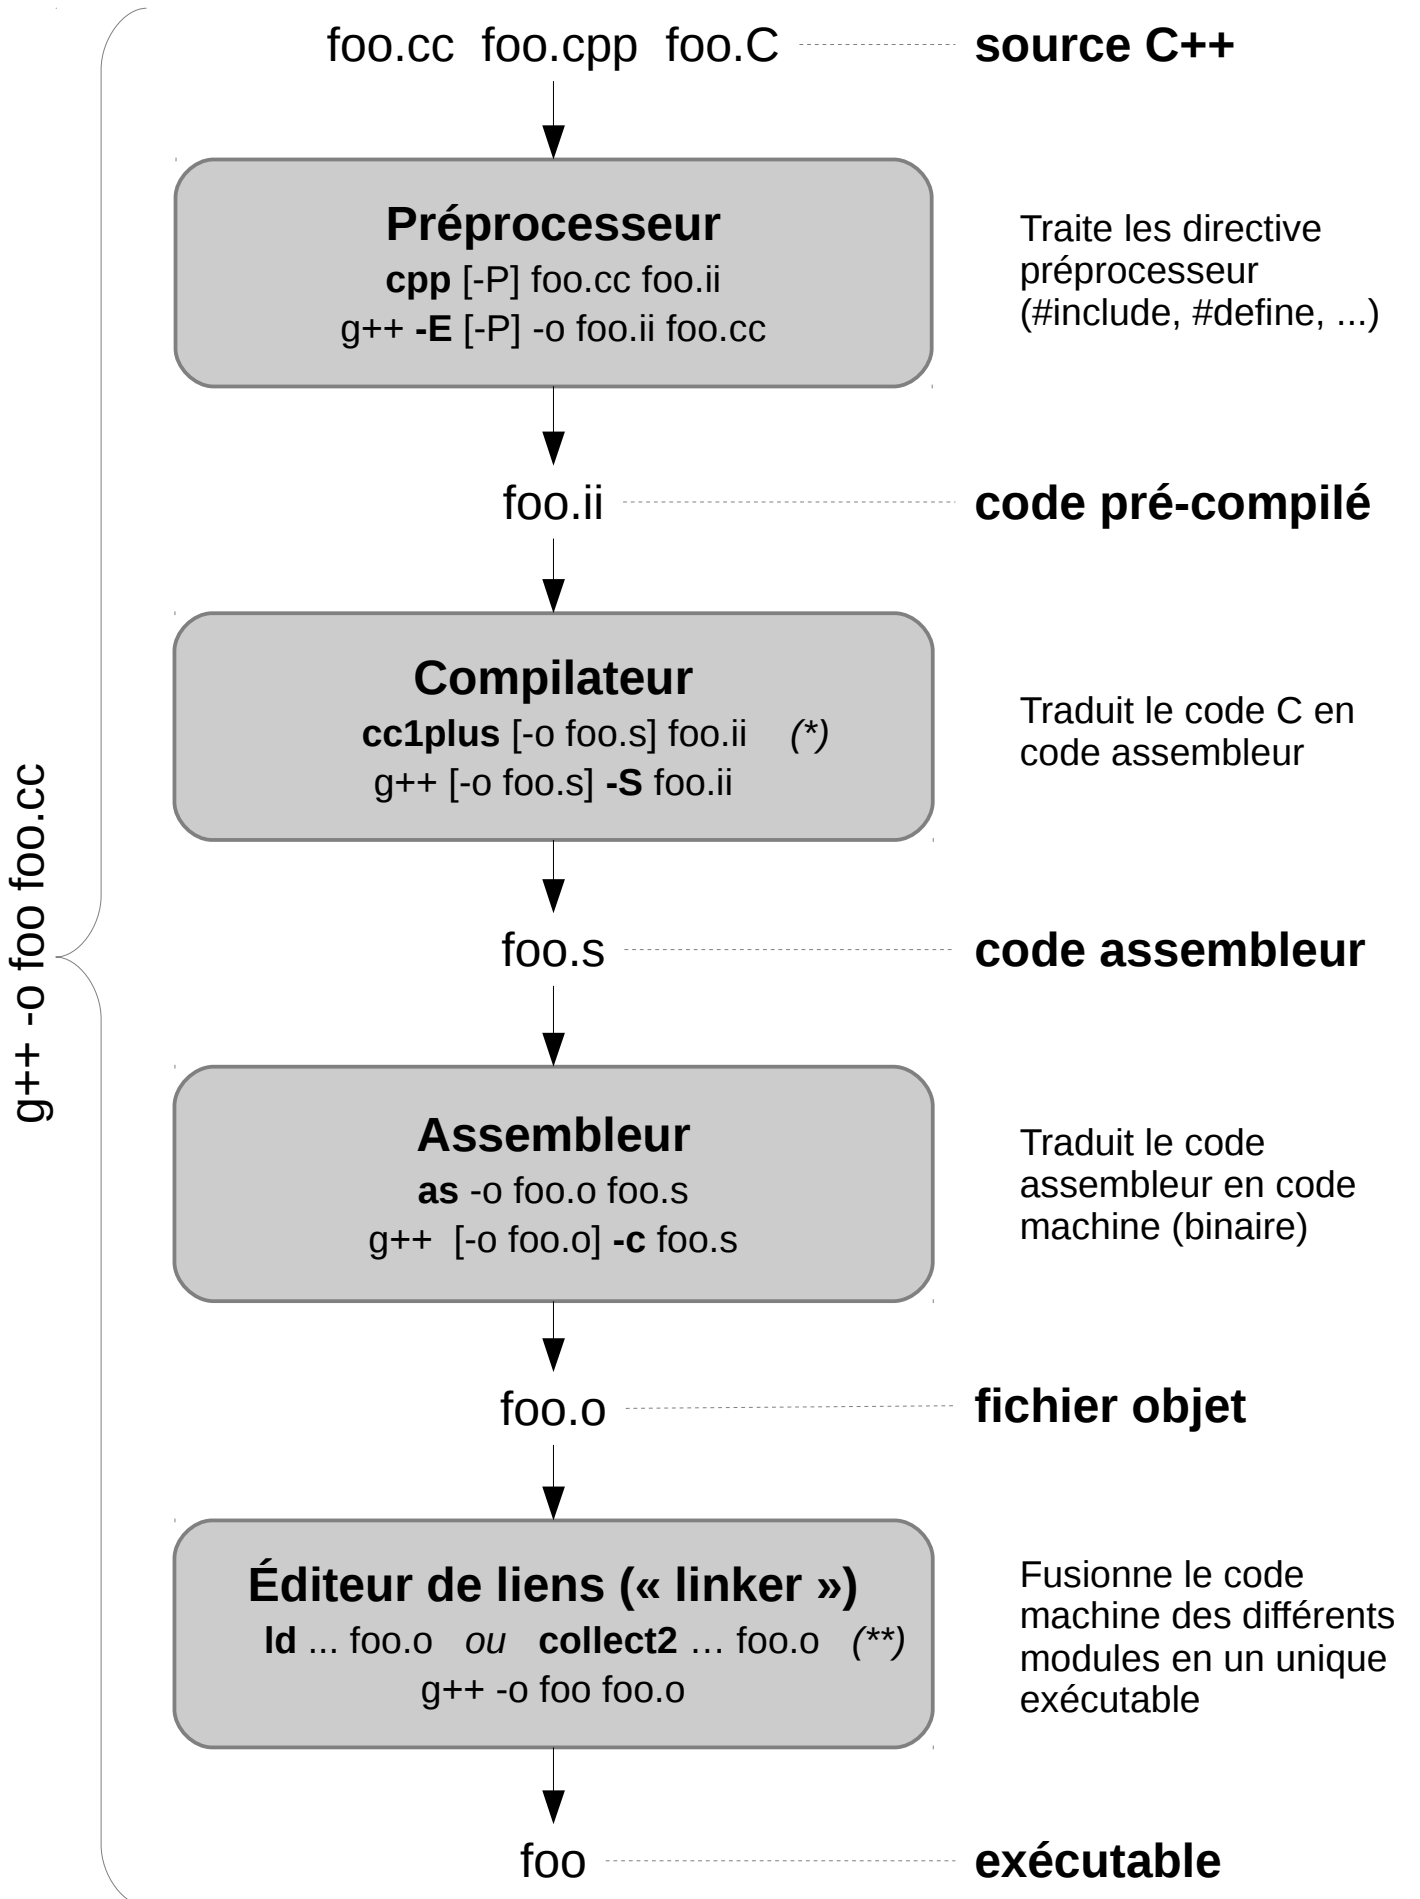 foo.cc foo.cpp foo.C
source C++
Préprocesseur
cpp [-P] foo.cc foo.ii
g++ -E [-P] -o foo.ii foo.cc
Traite les directive
préprocesseur
(#include, #define, ...)
foo.ii
code pré-compilé
Compilateur
cc1plus [-o foo.s] foo.ii (*)
g++ [-o foo.s] -S foo.ii
Traduit le code C en
code assembleur
g++ -o foo foo.cc
foo.s
code assembleur
Assembleur
as -o foo.o foo.s
g++ [-o foo.o] -c foo.s
Traduit le code
assembleur en code
machine (binaire)
foo.o
fichier objet
Éditeur de liens (« linker »)
ld ... foo.o ou collect2 … foo.o (**)
g++ -o foo foo.o
Fusionne le code
machine des différents
modules en un unique
exécutable
foo
exécutable